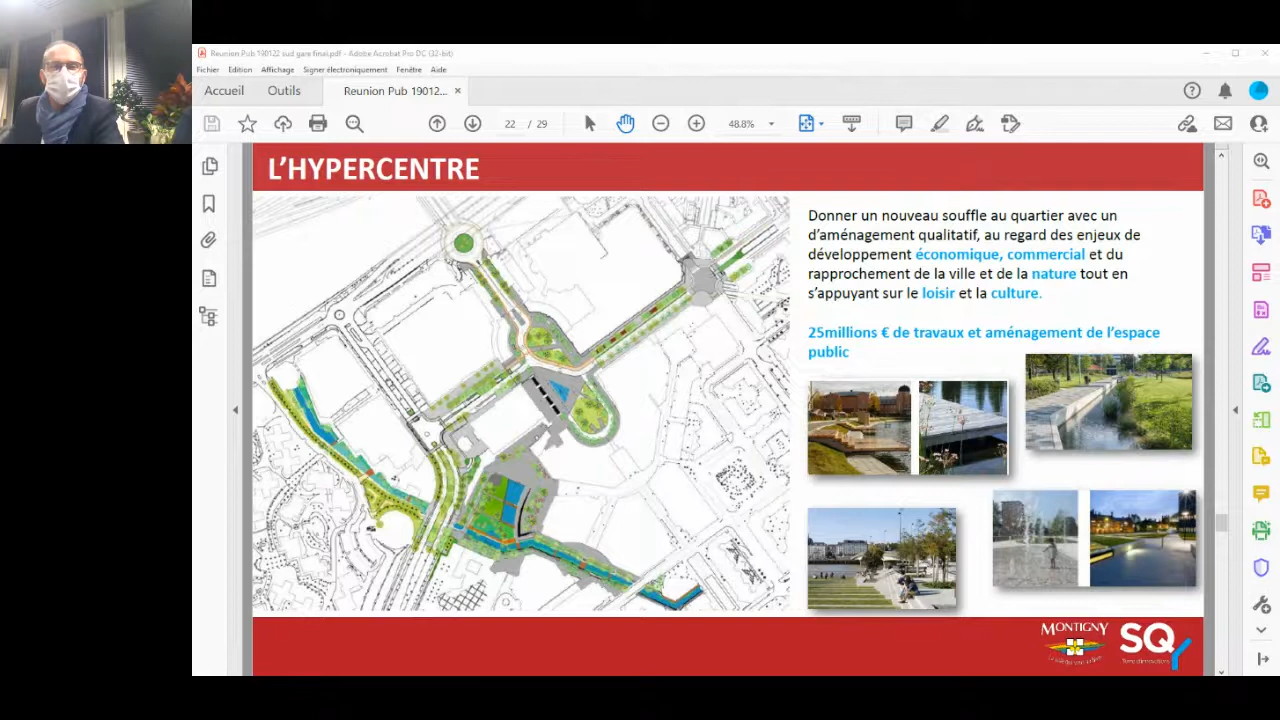 Reunion Pub 190122 sud gare final.pdf - Adobe Acrobat Pro DC (32-bit)
Fichier Edition Affichage Signer électroniquement Fenêtre Aide
Accueil Outils Reunion Pub 19012... ×
22 / 29 48.8%
L'HYPERCENTRE
Donner un nouveau souffle au quartier avec un
d'aménagement qualitatif, au regard des enjeux de
développement économique, commercial et du
rapprochement de la ville et de la nature tout en
s'appuyant sur le loisir et la culture.
25millions € de travaux et aménagement de l'espace
public
MONTIGNY
SQY
Terre d'innovations